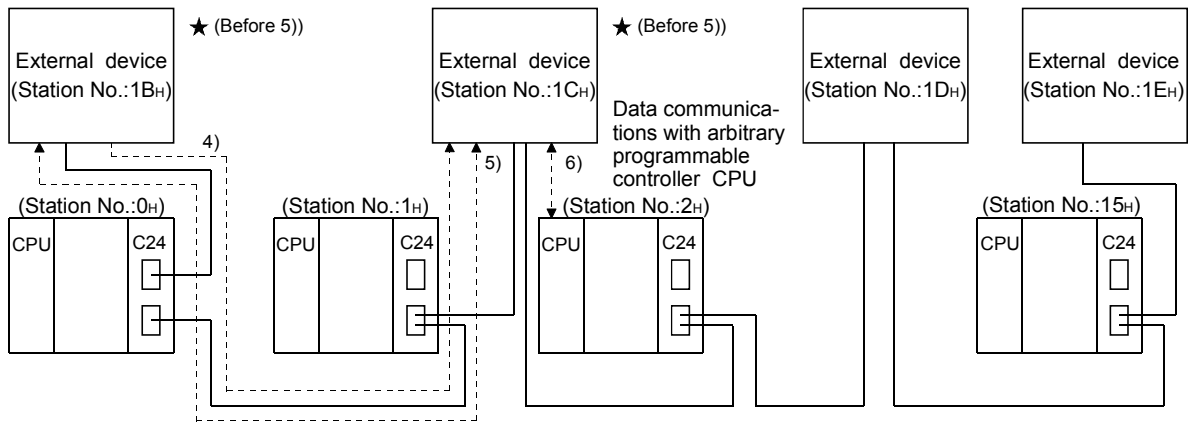 ★ (Before 5))
★ (Before 5))
External device
(Station No.:1BH)
External device
(Station No.:1CH)
External device
(Station No.:1DH)
External device
(Station No.:1EH)
Data communica-
tions with arbitrary
programmable
controller CPU
4)
5)
6)
(Station No.:0H)
(Station No.:1H)
(Station No.:2H)
(Station No.:15H)
CPU
C24
CPU
C24
CPU
C24
CPU
C24